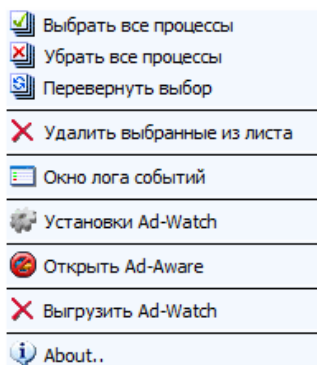 Выбрать все процессы
Убрать все процессы
Перевернуть выбор
Удалить выбранные из листа
Окно лога событий
Установки Ad-Watch
Открыть Ad-Aware
Выгрузить Ad-Watch
About..